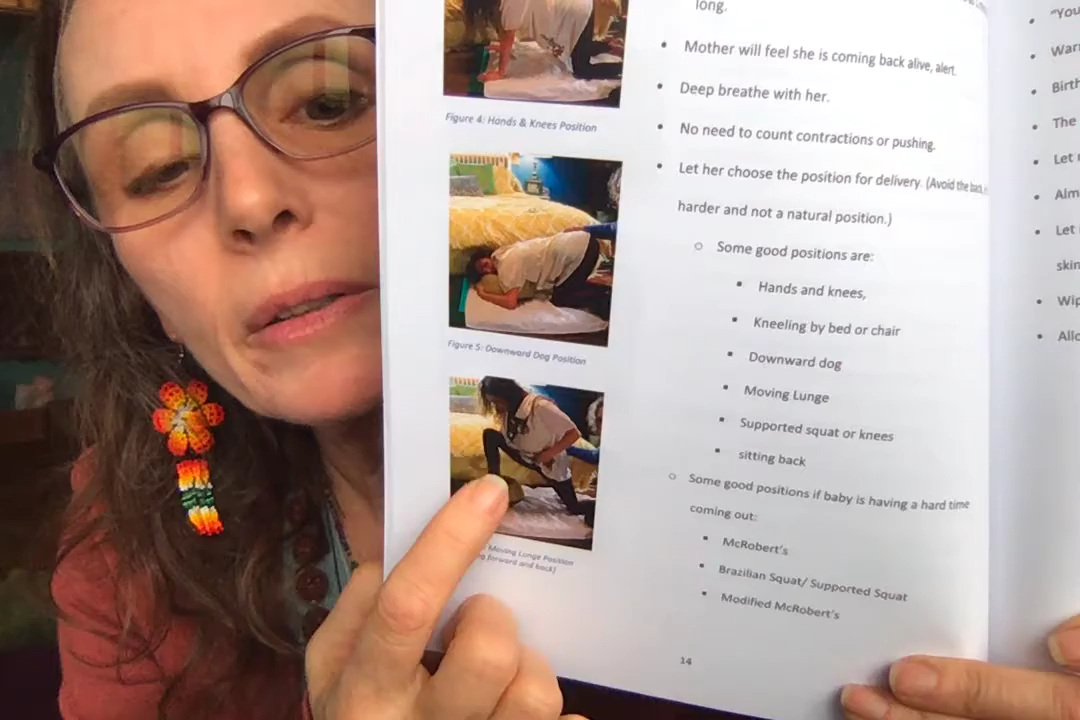 long.
Mother will feel she is coming back alive, alert.
Deep breathe with her.
No need to count contractions or pushing.
Let her choose the position for delivery. (Avoid the back,
harder and not a natural position.)
Some good positions are:
Hands and knees,
Kneeling by bed or chair
Downward dog
Moving Lunge
Supported squat or knees
sitting back
Some good positions if baby is having a hard time
coming out:
McRobert's
Brazilian Squat/ Supported Squat
Modified McRobert's
14
Figure 4: Hands & Knees Position
Figure 5: Downward Dog Position
Moving Lunge Position
forward and back)
"You
Birth
The
Let
Let
skin